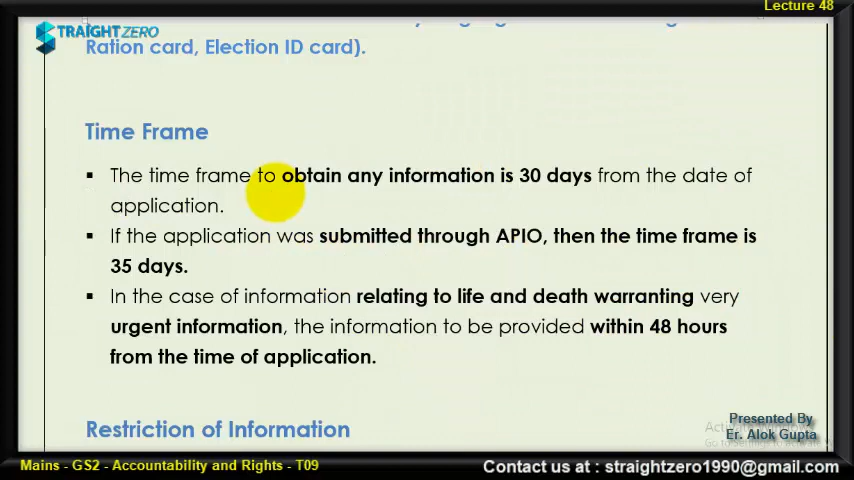 Lecture 48
STRAIGHTZERO
Ration card, Election ID card).
Time Frame
▪ The time frame to obtain any information is 30 days from the date of
application.
▪ If the application was submitted through APIO, then the time frame is
35 days.
▪ In the case of information relating to life and death warranting very
urgent information, the information to be provided within 48 hours
from the time of application.
Restriction of Information
Presented By
Er. Alok Gupta
Mains - GS2 - Accountability and Rights - T09
Contact us at : straightzero1990@gmail.com